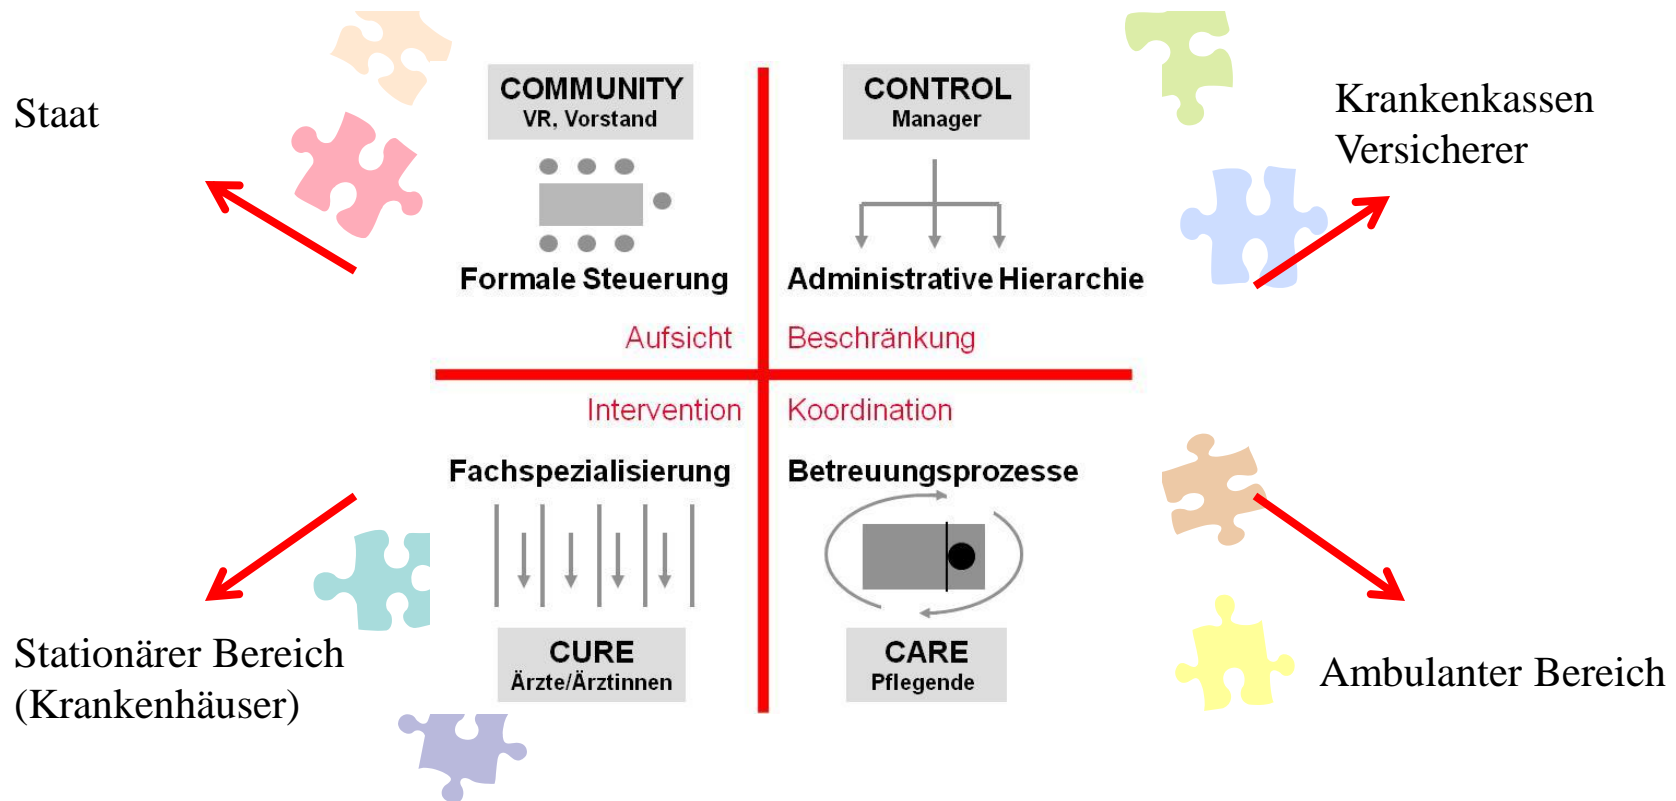 Staat
COMMUNITY
VR, Vorstand
Formale Steuerung
Aufsicht
CONTROL
Manager
Administrative Hierarchie
Beschränkung
Krankenkassen
Versicherer
Intervention
Fachspezialisierung
CURE
Ärzte/Ärztinnen
Koordination
Betreuungsprozesse
CARE
Pflegende
Stationärer Bereich
(Krankenhäuser)
Ambulanter Bereich